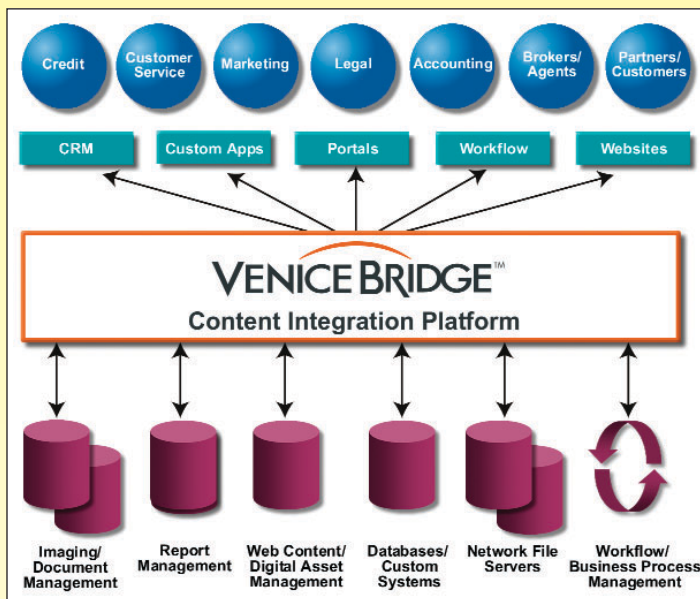 Credit
Customer
Service
Marketing
Legal
Accounting
Brokers/
Agents
Partners/
Customers
CRM
Custom Apps
Portals
Workflow
Websites
VENICE BRIDGE™
Content Integration Platform
Imaging/
Document
Management
Report
Management
Web Content/
Digital Asset
Management
Databases/
Custom
Systems
Network File
Servers
Workflow/
Business Process
Management